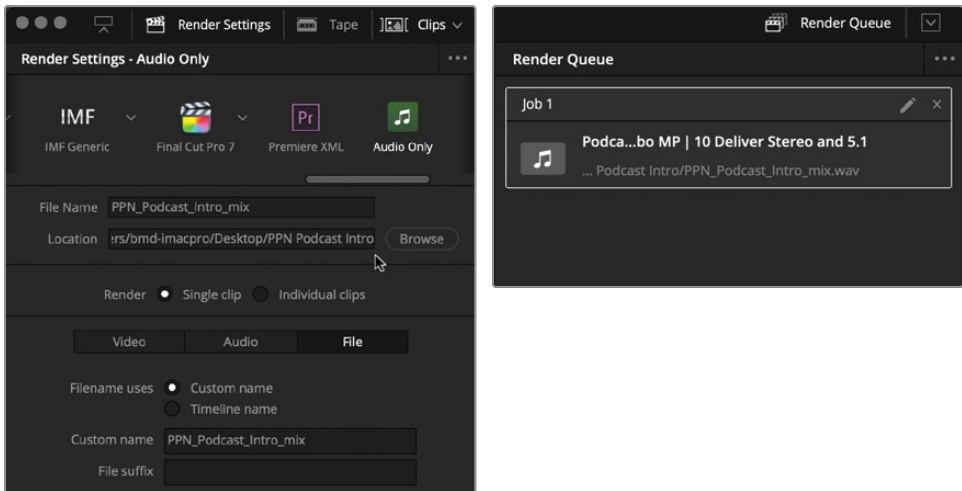 Render Settings Tape Clips
Render Settings - Audio Only
IMF Pr
IMF Generic Final Cut Pro 7 Premiere XML Audio Only
File Name PPN_Podcast_Intro_mix
Location ers/bmd-imacpro/Desktop/PPN Podcast Intro Browse
Render Single clip Individual clips
Video Audio File
Filename uses Custom name
Timeline name
Custom name PPN_Podcast_Intro_mix
File suffix
Render Queue
Render Queue
Job 1
Podca...bo MP | 10 Deliver Stereo and 5.1
... Podcast Intro/PPN_Podcast_Intro_mix.wav